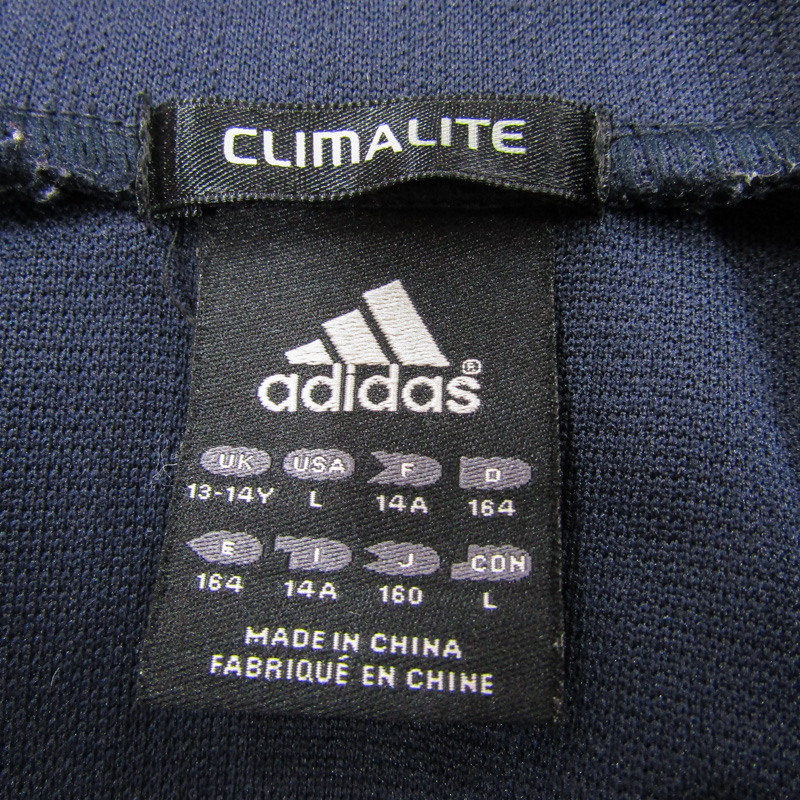 CLIMALITE
adidas®
UK USA F D
13-14Y L 14A 164
E I J CON
164 14A 160 L
MADE IN CHINA
FABRIQUÉ EN CHINE